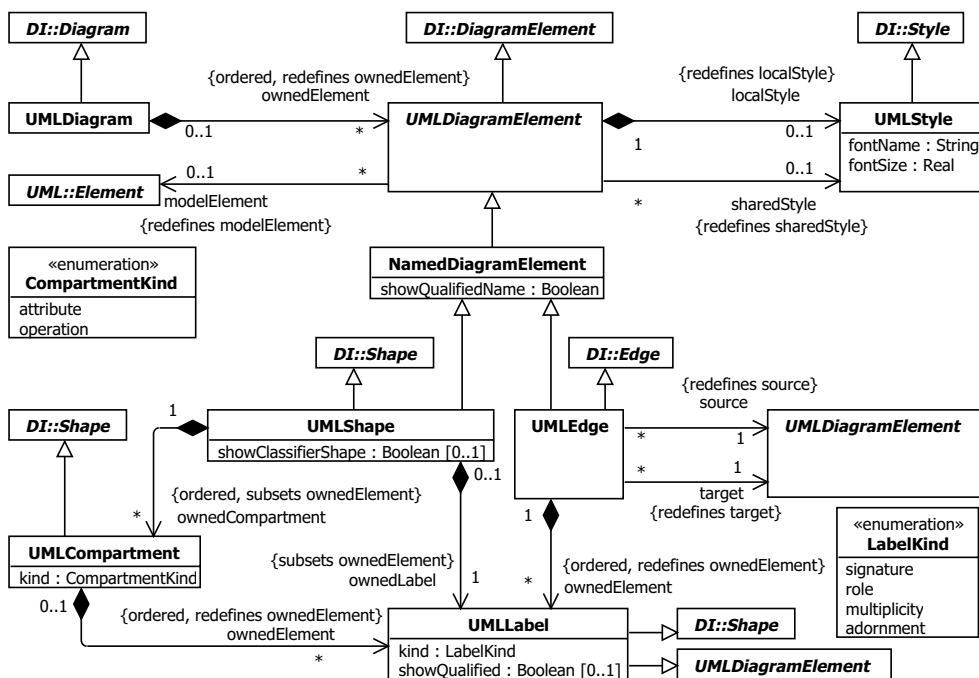 DI::Diagram
DI::DiagramElement
DI::Style
{ordered, redefines ownedElement}
ownedElement
{redefines localStyle}
localStyle
UMLDiagram
0..1
*
UMLDiagramElement
1
0..1
UMLStyle
fontName : String
fontSize : Real
UML::Element
0..1
*
modelElement
{redefines modelElement}
*
0..1
sharedStyle
{redefines sharedStyle}
«enumeration»
CompartmentKind
attribute
operation
NamedDiagramElement
showQualifiedName : Boolean
DI::Shape
DI::Edge
{redefines source}
source
DI::Shape
1
UMLShape
showClassifierShape : Boolean [0..1]
0..1
UMLEdge
*
1
*
1
target
{redefines target}
UMLDiagramElement
{ordered, subsets ownedElement}
*
ownedCompartment
1
UMLCompartment
kind : CompartmentKind
0..1
{subsets ownedElement}
ownedLabel
1
*
{ordered, redefines ownedElement}
ownedElement
«enumeration»
LabelKind
signature
role
multiplicity
adornment
{ordered, redefines ownedElement}
ownedElement
*
UMLLabel
kind : LabelKind
showQualified : Boolean [0..1]
DI::Shape
UMLDiagramElement